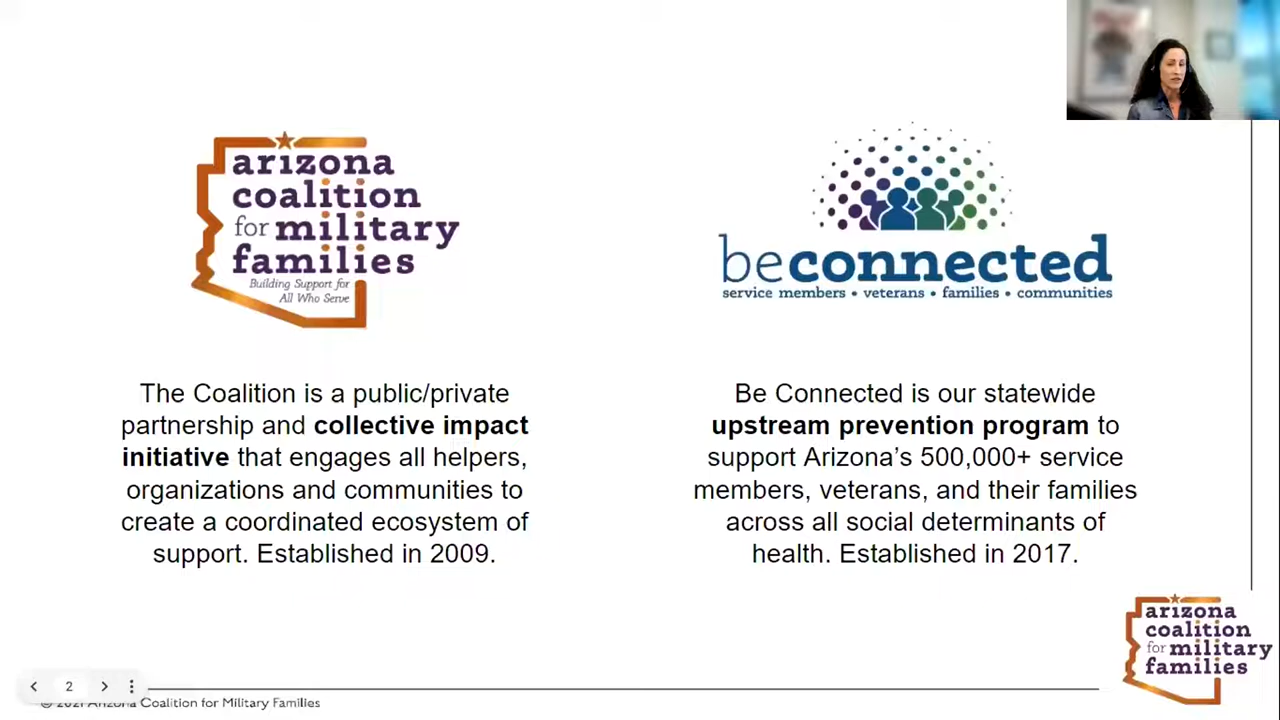 arizona
coalition
for military
families
Building Support for
All Who Serve
beconnected
service members • veterans • families • communities
The Coalition is a public/private
partnership and collective impact
initiative that engages all helpers,
organizations and communities to
create a coordinated ecosystem of
support. Established in 2009.
Be Connected is our statewide
upstream prevention program to
support Arizona’s 500,000+ service
members, veterans, and their families
across all social determinants of
health. Established in 2017.
arizona
coalition
for military
families
2
© 2021 Arizona Coalition for Military Families